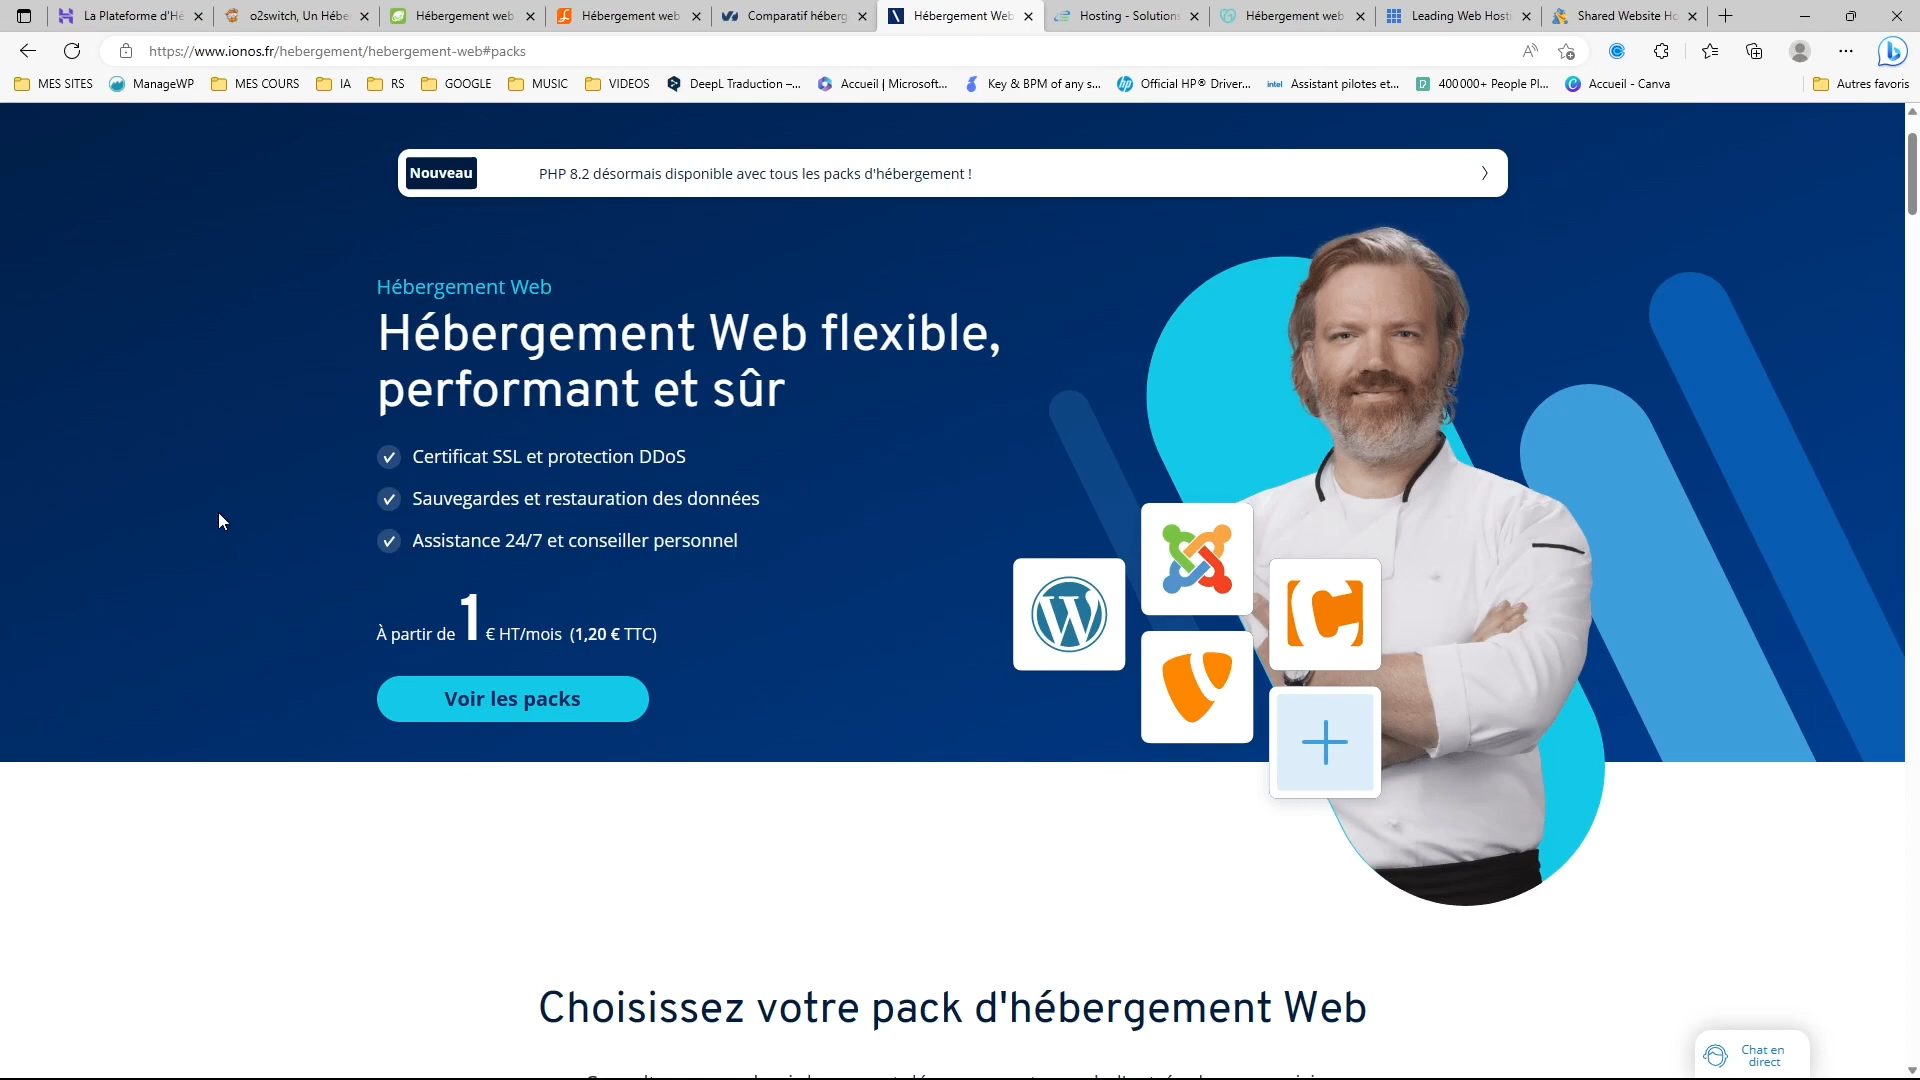 La Plateforme d'Hé
o2switch, Un Hébe
Hébergement web
Hébergement web
Comparatif héberg
Hébergement Web
Hosting - Solutions
Hébergement web
Leading Web Hosti
Shared Website Ho
https://www.ionos.fr/hebergement/hebergement-web#packs
MES SITES
ManageWP
MES COURS
IA
RS
GOOGLE
MUSIC
VIDEOS
DeepL Traduction –...
Accueil | Microsoft...
Key & BPM of any s...
Official HP® Driver...
Assistant pilotes et...
400 000+ People Pl...
Accueil - Canva
Autres favoris
Nouveau
PHP 8.2 désormais disponible avec tous les packs d'hébergement !
Hébergement Web
Hébergement Web flexible,
performant et sûr
Certificat SSL et protection DDoS
Sauvegardes et restauration des données
Assistance 24/7 et conseiller personnel
À partir de 1 € HT/mois (1,20 € TTC)
Voir les packs
Choisissez votre pack d'hébergement Web
Chat en
direct